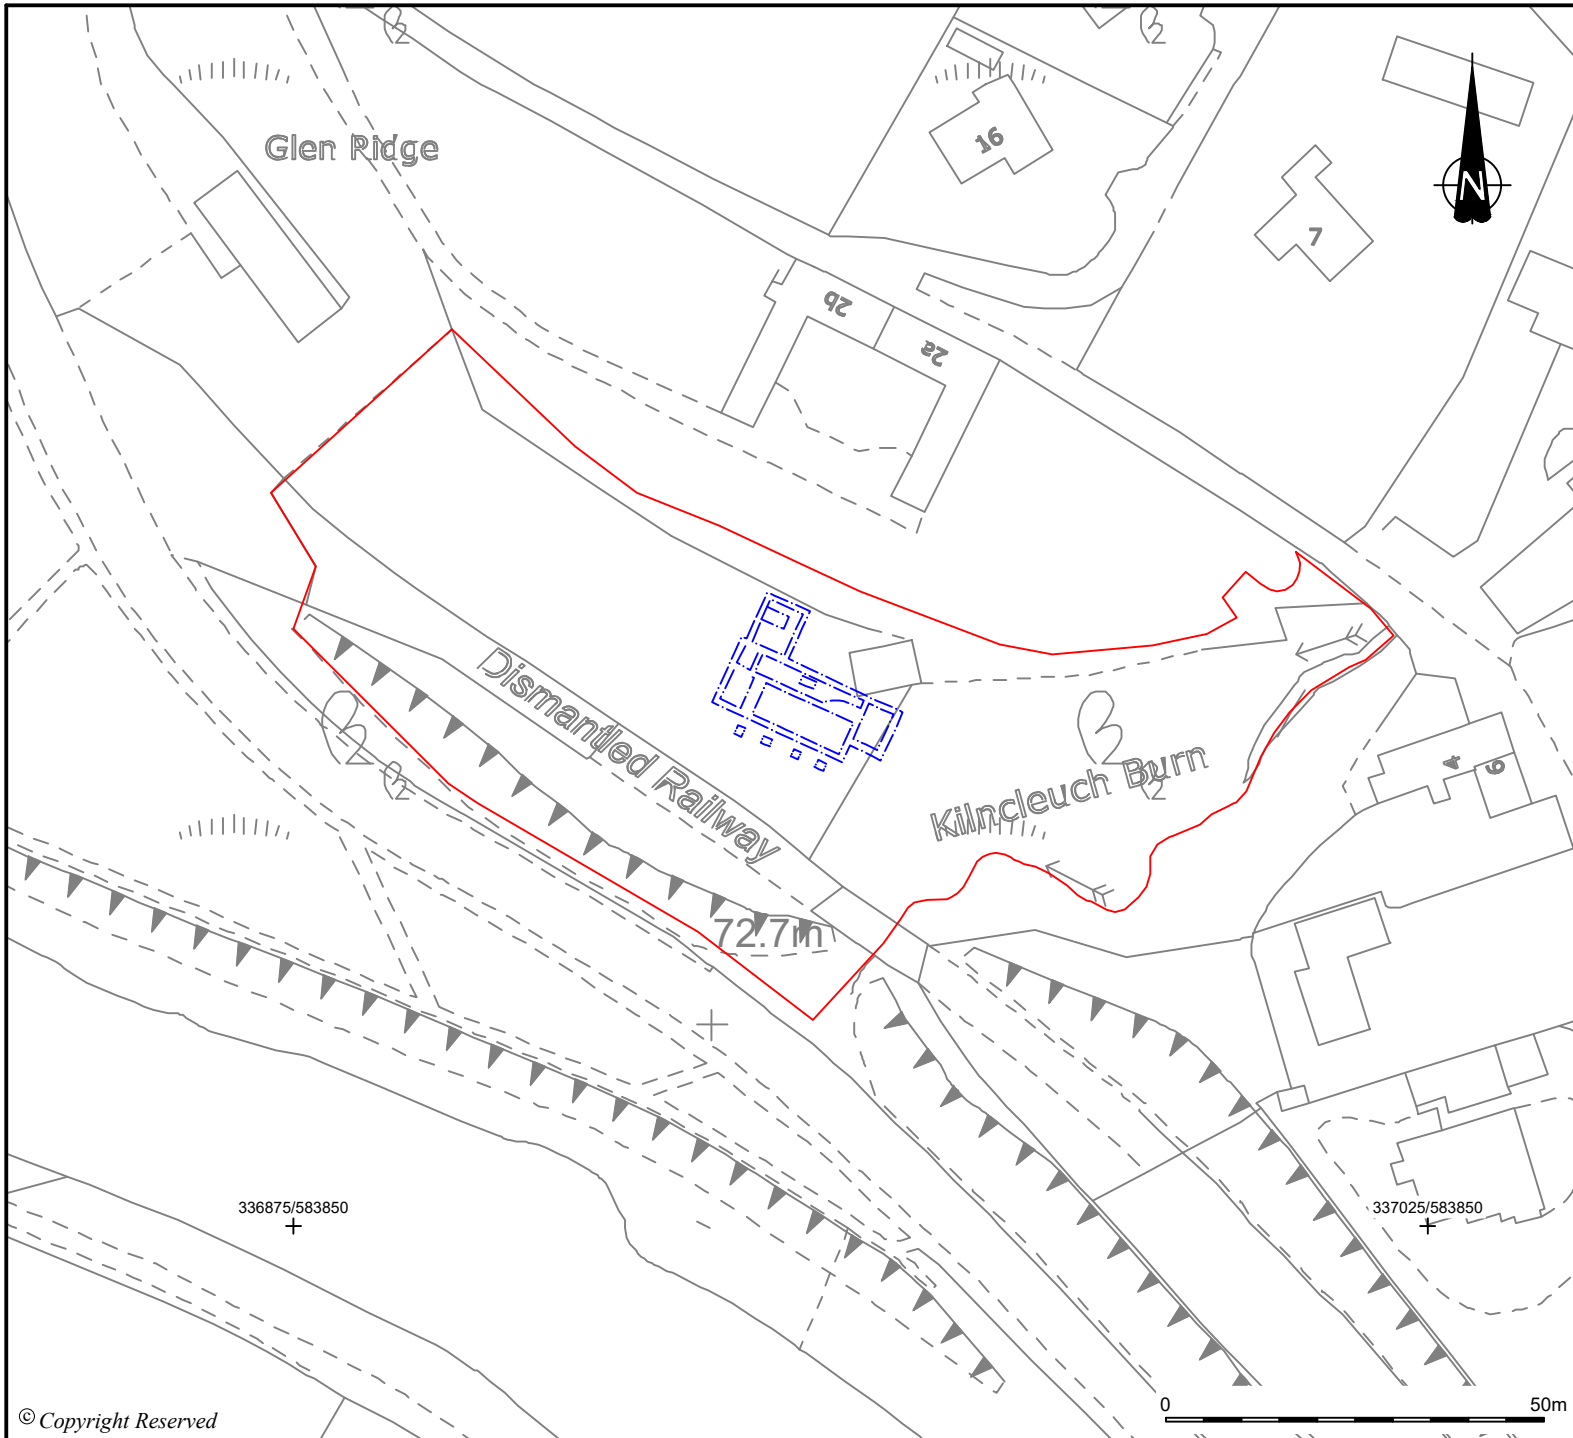 Glen Ridge
16
N
7
2b
2a
Dismantled Railway
Kilncleuch Burn
4
6
72.7m
336875/583850
337025/583850
0
50m
© Copyright Reserved